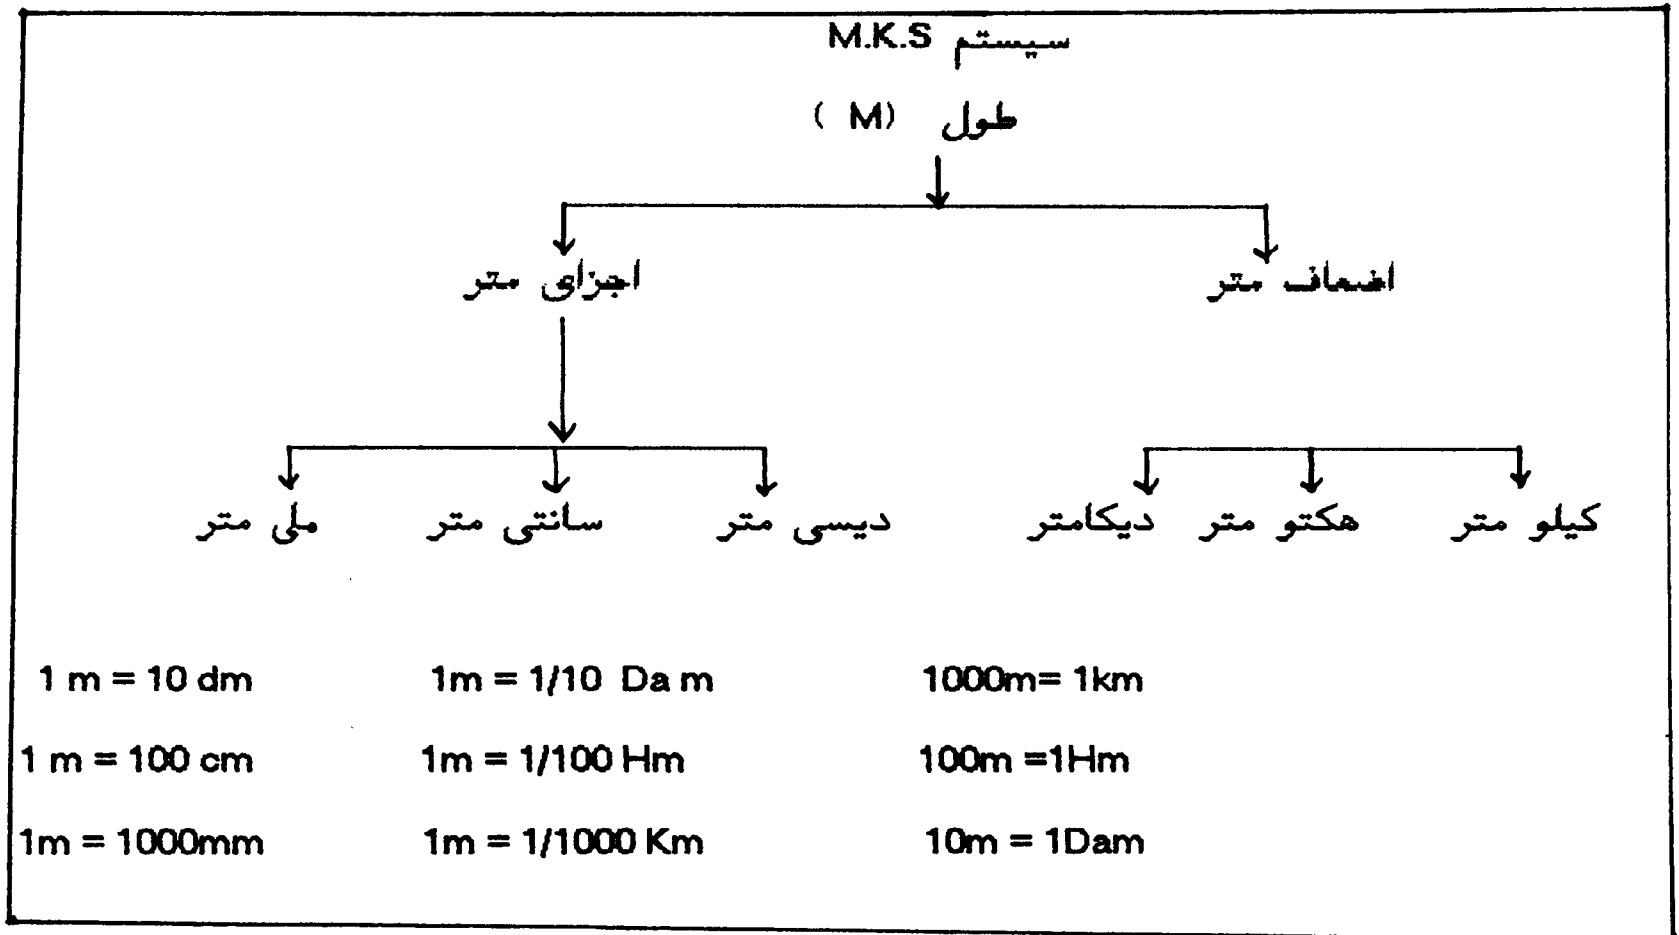 سیستم M.K.S
طول (M )
اضعاف متر
اجزای متر
کیلو متر
هکتو متر
دیکامتر
دیسی متر
سانتی متر
ملی متر
1 m = 10 dm
1m = 1/10 Da m
1000m= 1km
1 m = 100 cm
1m = 1/100 Hm
100m =1Hm
1m = 1000mm
1m = 1/1000 Km
10m = 1Dam